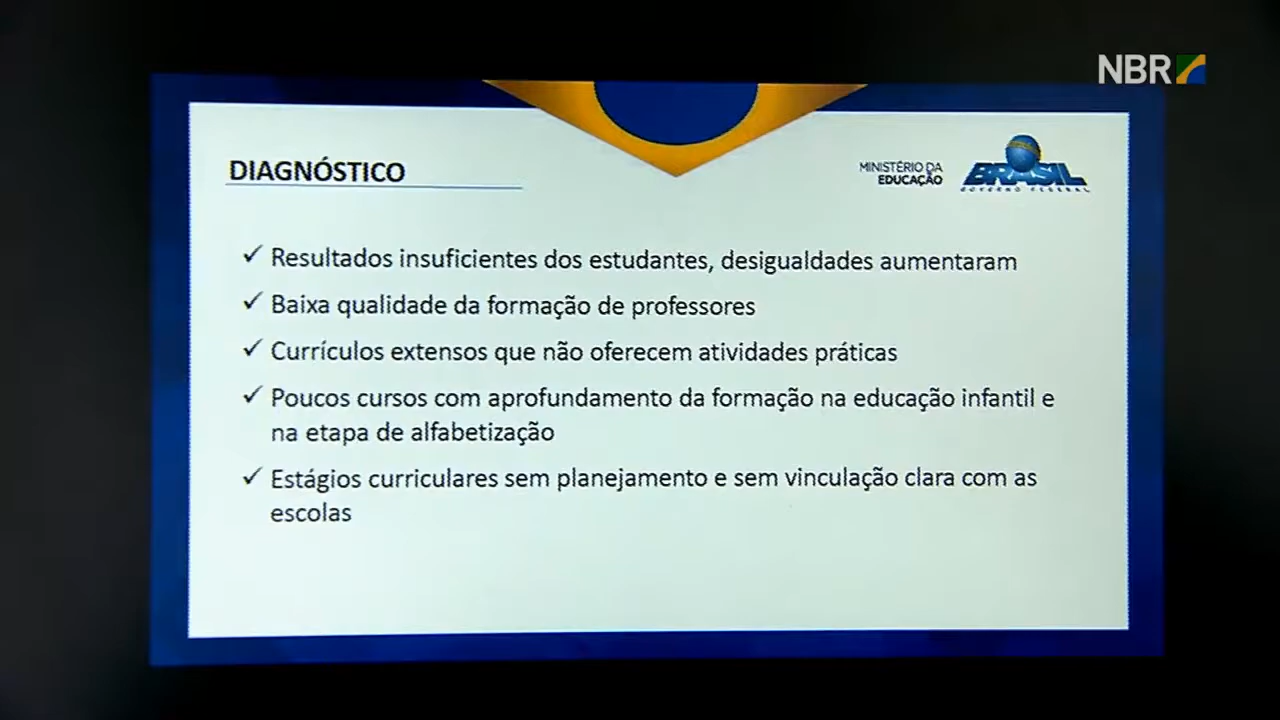 NBR
DIAGNÓSTICO
MINISTÉRIO DA
EDUCAÇÃO
BRASIL
GOVERNO FEDERAL
Resultados insuficientes dos estudantes, desigualdades aumentaram
Baixa qualidade da formação de professores
Currículos extensos que não oferecem atividades práticas
Poucos cursos com aprofundamento da formação na educação infantil e
na etapa de alfabetização
Estágios curriculares sem planejamento e sem vinculação clara com as
escolas